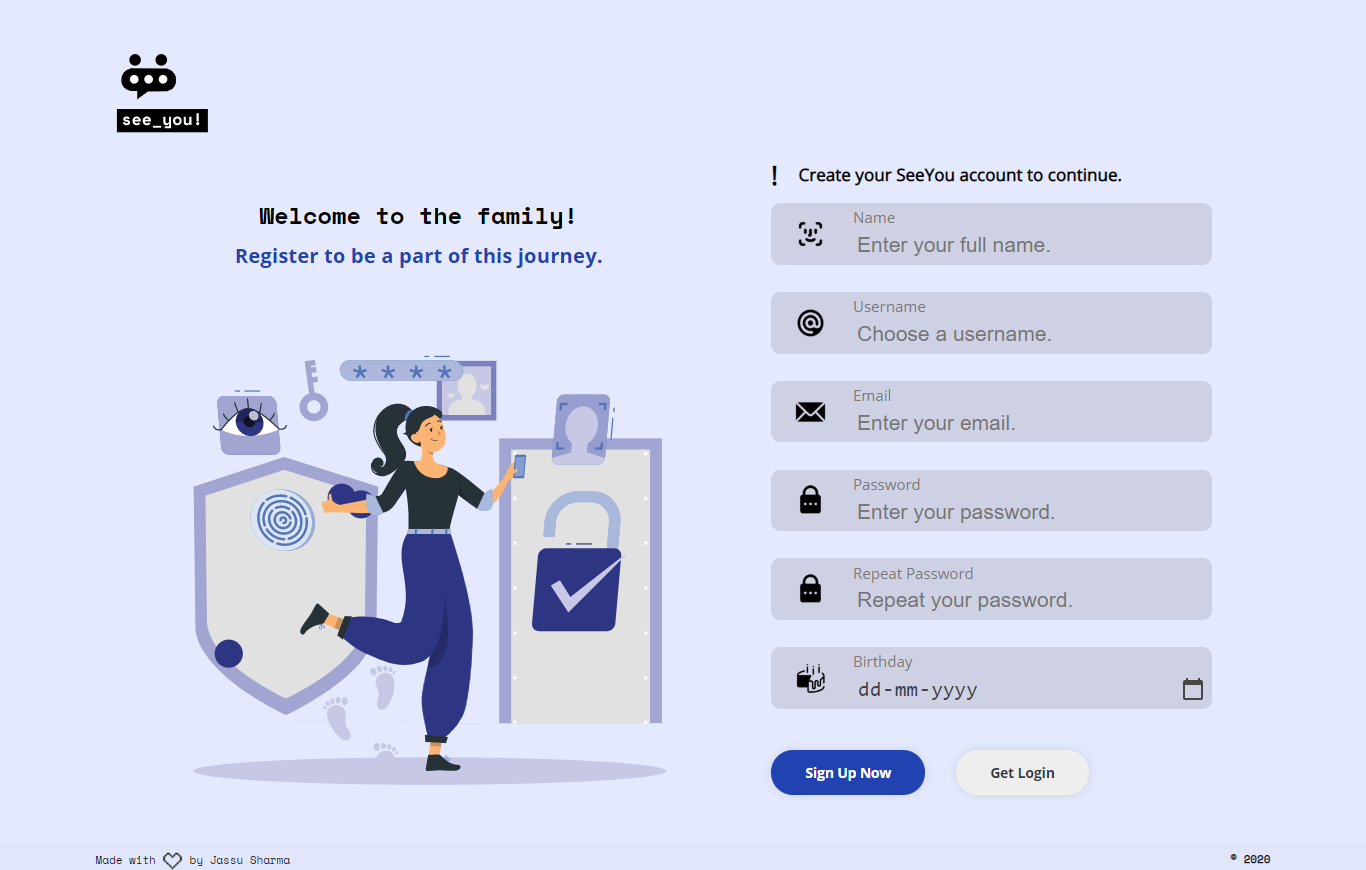 see_you!
Welcome to the family!
Register to be a part of this journey.
* * * *
! Create your SeeYou account to continue.
Name
Enter your full name.
Username
Choose a username.
Email
Enter your email.
Password
Enter your password.
Repeat Password
Repeat your password.
Birthday
dd-mm-yyyy
Sign Up Now
Get Login
Made with by Jassu Sharma
© 2020